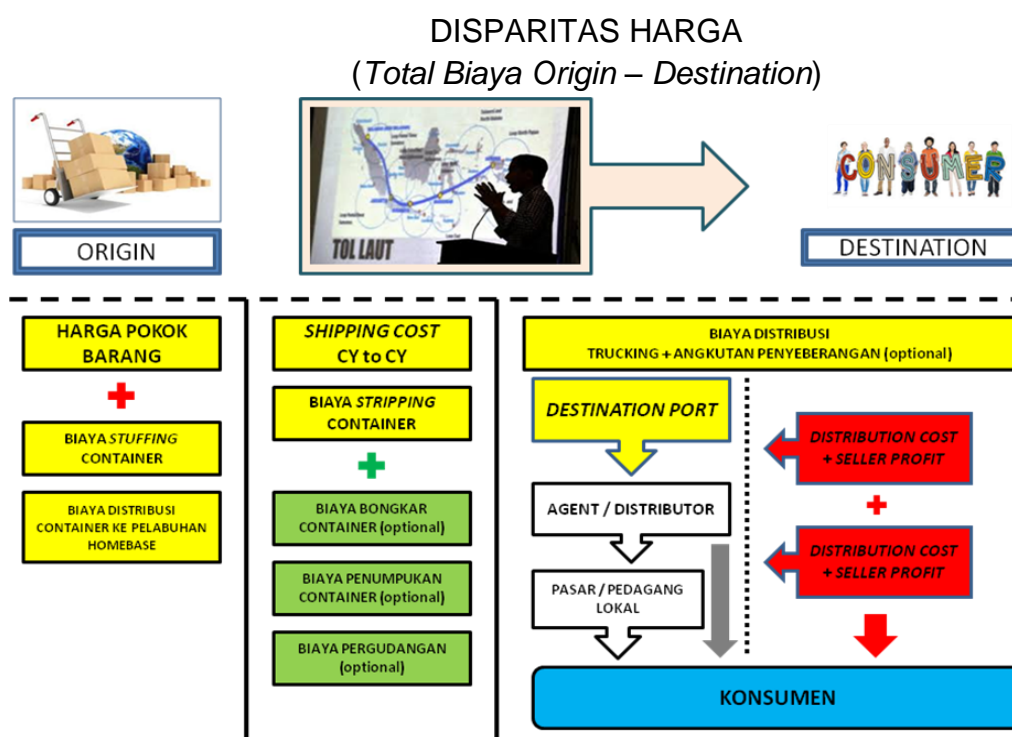 DISPARITAS HARGA
(Total Biaya Origin – Destination)
CONSUMER
TOL LAUT
ORIGIN
DESTINATION
HARGA POKOK
BARANG
BIAYA STUFFING
CONTAINER
BIAYA DISTRIBUSI
CONTAINER KE PELABUHAN
HOMEBASE
SHIPPING COST
CY to CY
BIAYA STRIPPING
CONTAINER
BIAYA BONGKAR
CONTAINER (optional)
BIAYA PENUMPUKAN
CONTAINER (optional)
BIAYA PERGUDANGAN
(optional)
BIAYA DISTRIBUSI
TRUCKING + ANGKUTAN PENYEBERANGAN (optional)
DESTINATION PORT
AGENT / DISTRIBUTOR
PASAR / PEDAGANG
LOKAL
DISTRIBUTION COST
+ SELLER PROFIT
DISTRIBUTION COST
+ SELLER PROFIT
KONSUMEN